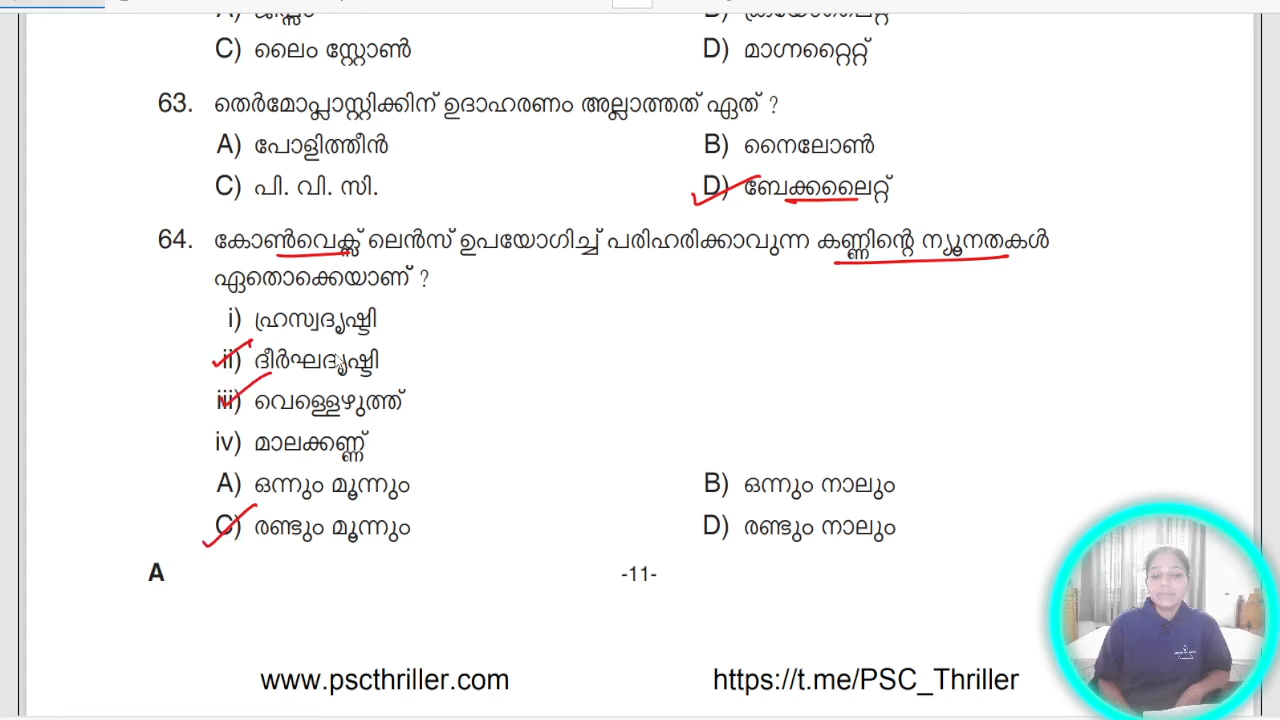 A) ജിപ്സം
B) ക്രയോലൈറ്റ്
C) ലൈം സ്റ്റോൺ
D) മാഗ്നറ്റൈറ്റ്
63. തെർമോപ്ലാസ്റ്റിക്കിന് ഉദാഹരണം അല്ലാത്തത് ഏത് ?
A) പോളിത്തീൻ
B) നൈലോൺ
C) പി. വി. സി.
D) ബേക്കലൈറ്റ്
64. കോൺവെക്സ് ലെൻസ് ഉപയോഗിച്ച് പരിഹരിക്കാവുന്ന കണ്ണിന്റെ ന്യൂനതകൾ
ഏതൊക്കെയാണ് ?
i) ഹ്രസ്വദൃഷ്ടി
ii) ദീർഘദൃഷ്ടി
iii) വെള്ളെഴുത്ത്
iv) മാലക്കണ്ണ്
A) ഒന്നും മൂന്നും
B) ഒന്നും നാലും
C) രണ്ടും മൂന്നും
D) രണ്ടും നാലും
A
-11-
www.pscthriller.com
https://t.me/PSC_Thriller